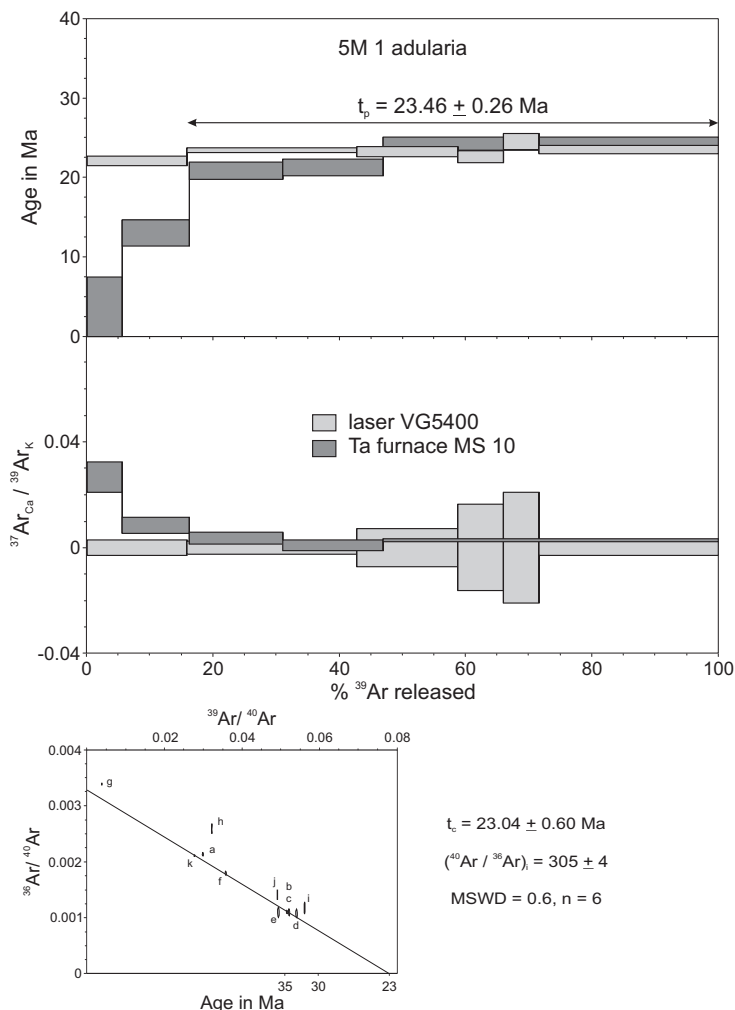 5M 1 adularia
tₚ = 23.46 ± 0.26 Ma
40
30
20
10
0
Age in Ma
laser VG5400
Ta furnace MS 10
0.04
0
-0.04
³⁷Ar_Ca / ³⁹Ar_K
0 20 40 60 80 100
% ³⁹Ar released
³⁹Ar/ ⁴⁰Ar
0.02 0.04 0.06 0.08
0.004
0.003
0.002
0.001
0
³⁶Ar/ ⁴⁰Ar
g
h
a
k
f
j b
c
i
e d
35 30 23
Age in Ma
t_c = 23.04 ± 0.60 Ma
(⁴⁰Ar / ³⁶Ar)ᵢ = 305 ± 4
MSWD = 0.6, n = 6